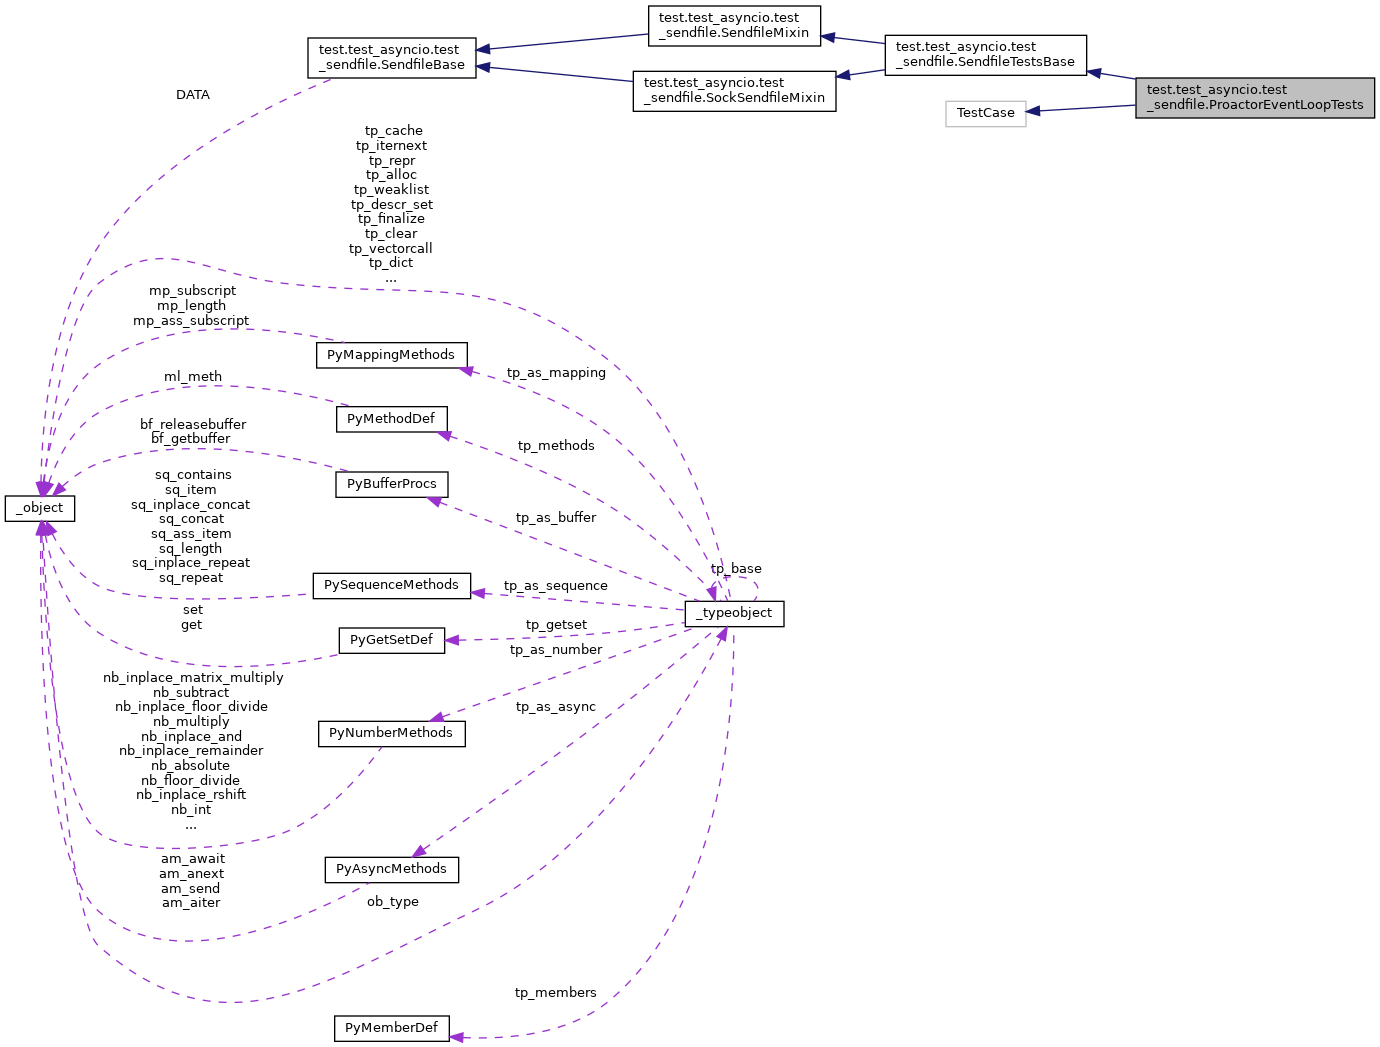 test.test_asyncio.test
_sendfile.SendfileMixin
test.test_asyncio.test
_sendfile.SendfileBase
test.test_asyncio.test
_sendfile.SendfileTestsBase
test.test_asyncio.test
_sendfile.SockSendfileMixin
test.test_asyncio.test
_sendfile.ProactorEventLoopTests
TestCase
DATA
tp_cache
tp_iternext
tp_repr
tp_alloc
tp_weaklist
tp_descr_set
tp_finalize
tp_clear
tp_vectorcall
tp_dict
...
mp_subscript
mp_length
mp_ass_subscript
PyMappingMethods
tp_as_mapping
ml_meth
PyMethodDef
tp_methods
bf_releasebuffer
bf_getbuffer
PyBufferProcs
tp_as_buffer
_object
sq_contains
sq_item
sq_inplace_concat
sq_concat
sq_ass_item
sq_length
sq_inplace_repeat
sq_repeat
PySequenceMethods
tp_as_sequence
tp_base
_typeobject
set
get
PyGetSetDef
tp_getset
tp_as_number
nb_inplace_matrix_multiply
nb_subtract
nb_inplace_floor_divide
nb_multiply
nb_inplace_and
nb_inplace_remainder
nb_absolute
nb_floor_divide
nb_inplace_rshift
nb_int
...
PyNumberMethods
tp_as_async
am_await
am_anext
am_send
am_aiter
PyAsyncMethods
ob_type
tp_members
PyMemberDef